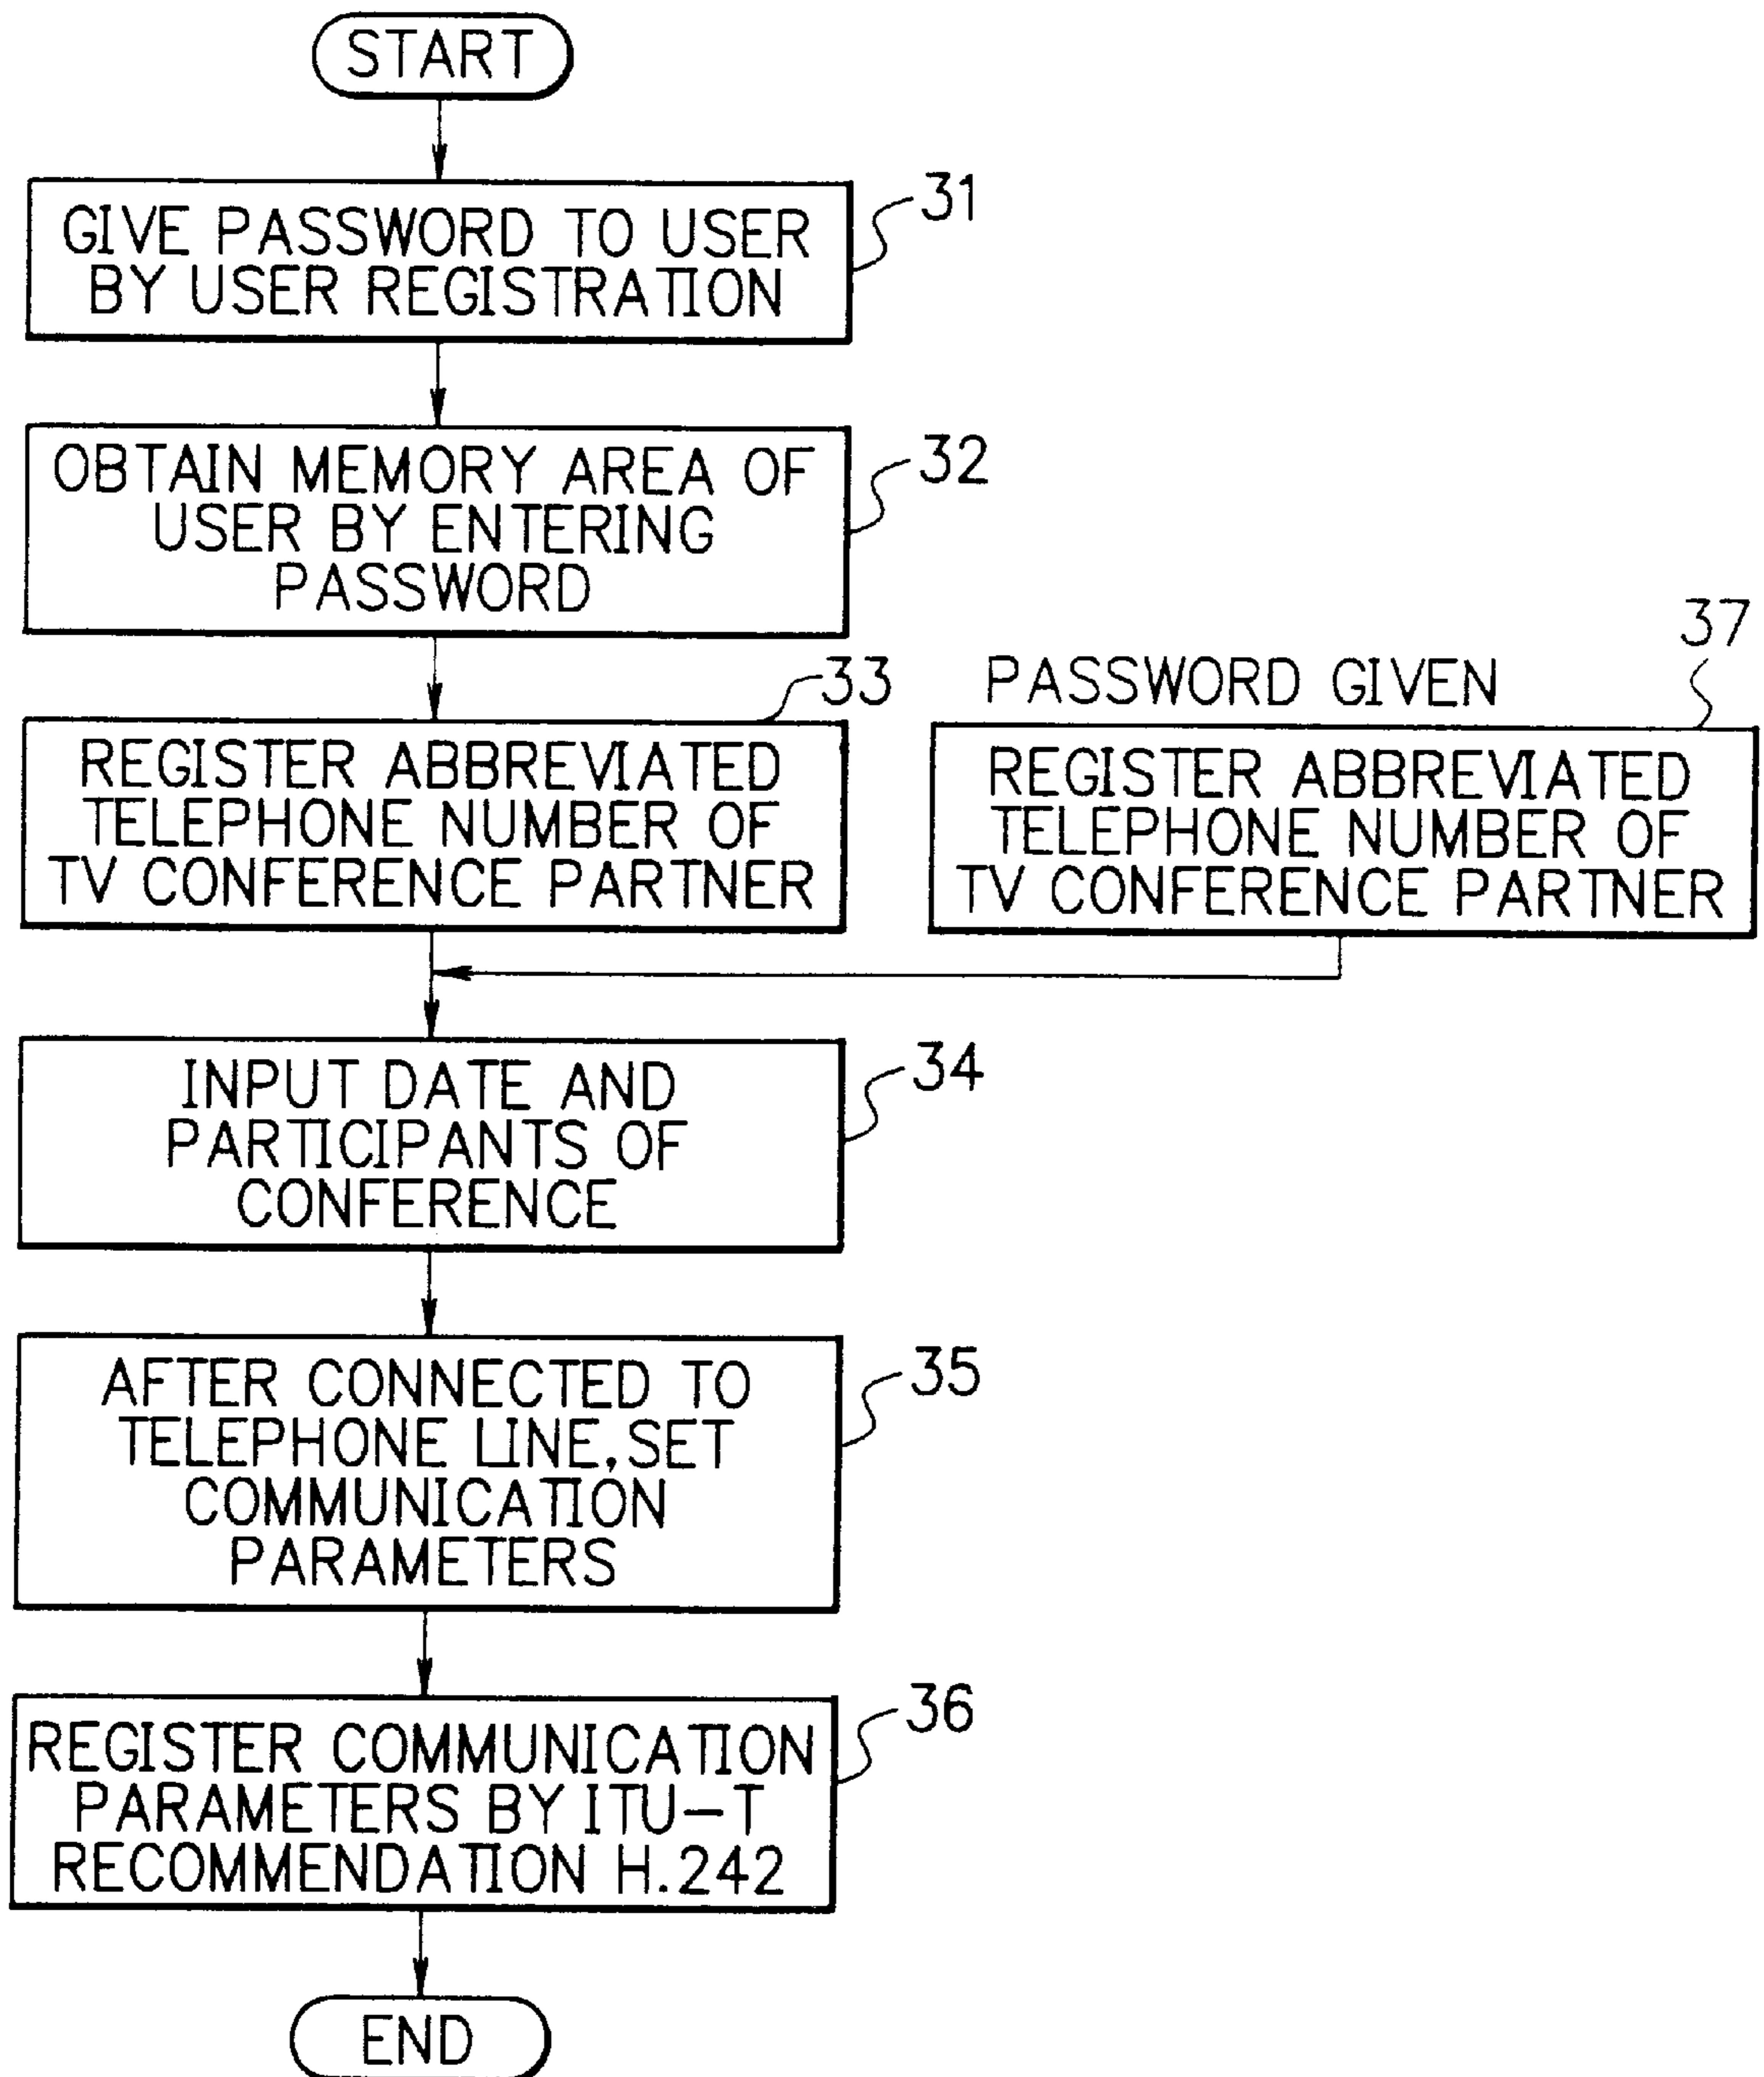 START
31
GIVE PASSWORD TO USER
BY USER REGISTRATION
32
OBTAIN MEMORY AREA OF
USER BY ENTERING
PASSWORD
33
REGISTER ABBREVIATED
TELEPHONE NUMBER OF
TV CONFERENCE PARTNER
37
PASSWORD GIVEN
REGISTER ABBREVIATED
TELEPHONE NUMBER OF
TV CONFERENCE PARTNER
34
INPUT DATE AND
PARTICIPANTS OF
CONFERENCE
35
AFTER CONNECTED TO
TELEPHONE LINE, SET
COMMUNICATION
PARAMETERS
36
REGISTER COMMUNICATION
PARAMETERS BY ITU-T
RECOMMENDATION H.242
END